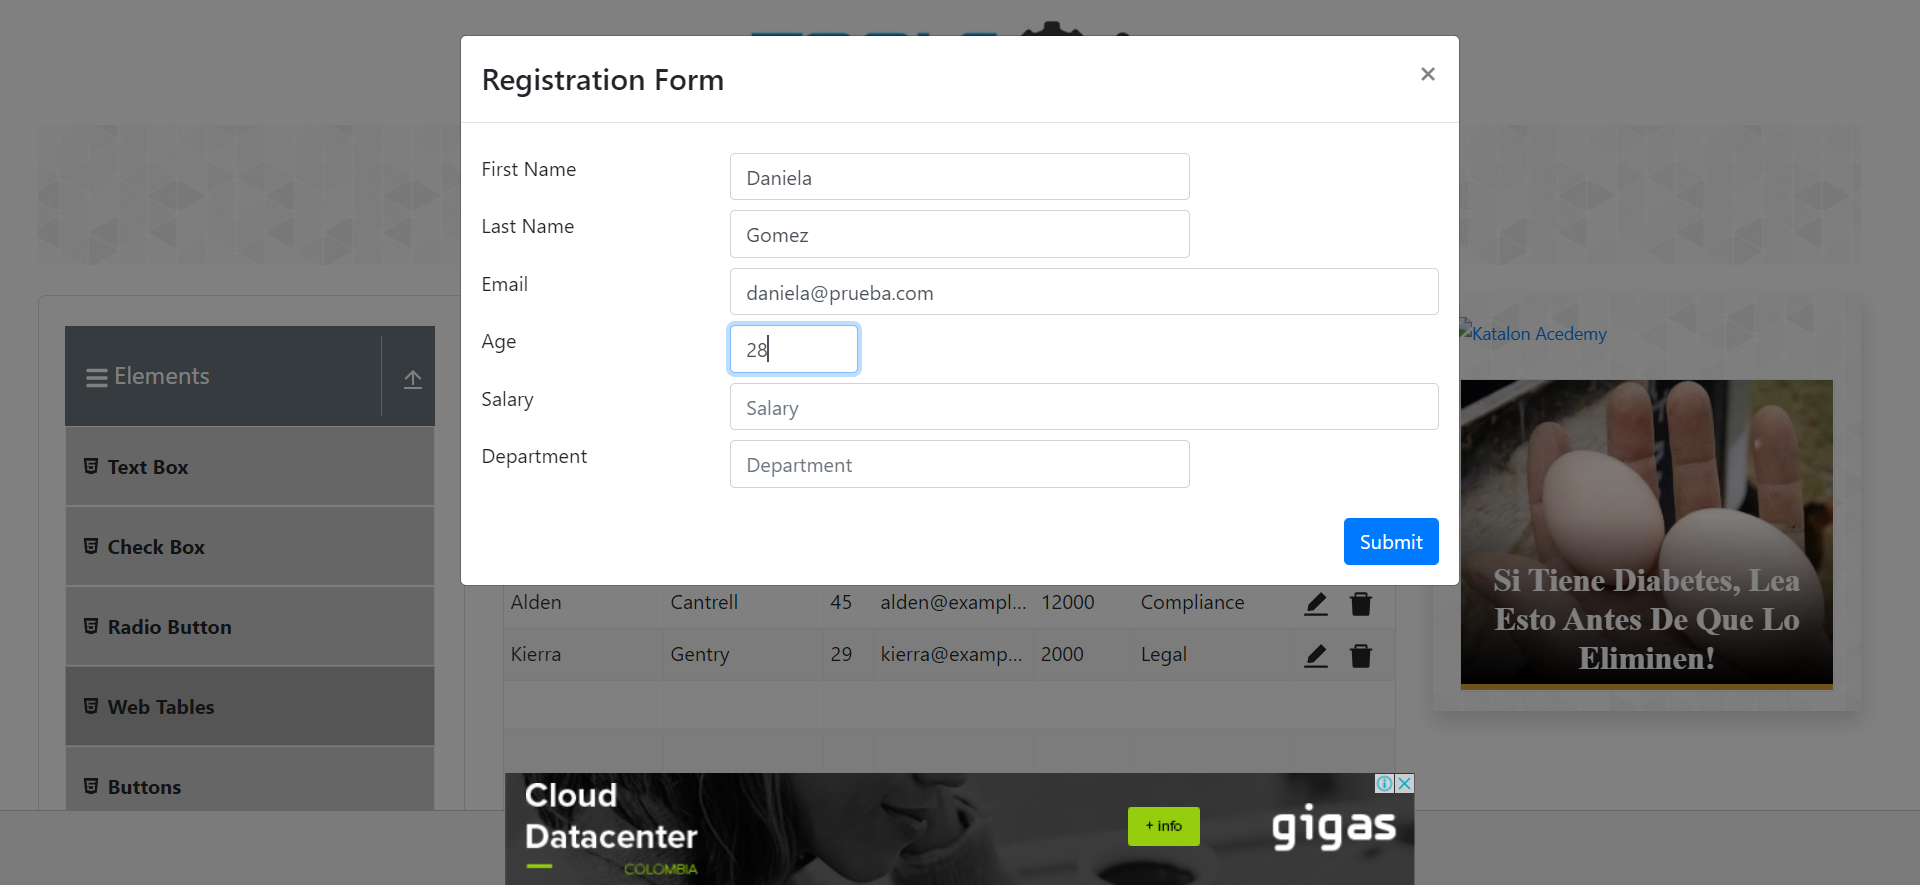 Registration Form
×
First Name
Daniela
Last Name
Gomez
Email
daniela@prueba.com
Age
28
Salary
Salary
Department
Department
Submit
Elements
Text Box
Check Box
Radio Button
Web Tables
Buttons
Alden Cantrell 45 alden@exampl... 12000 Compliance
Kierra Gentry 29 kierra@examp... 2000 Legal
Katalon Acedemy
Si Tiene Diabetes, Lea
Esto Antes De Que Lo
Eliminen!
Cloud
Datacenter
COLOMBIA
+ info
gigas